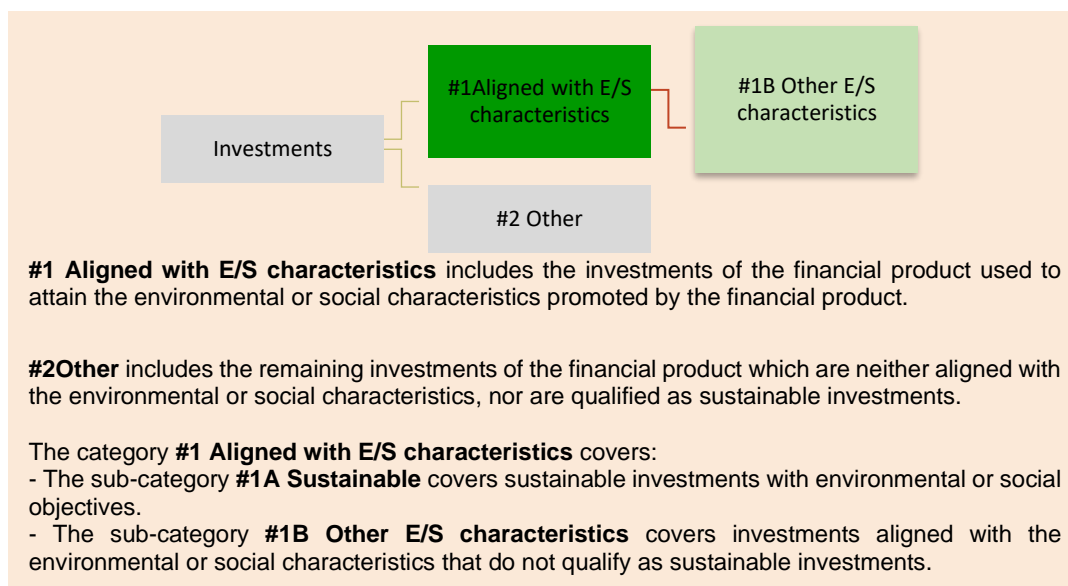 #1Aligned with E/S
characteristics
#1B Other E/S
characteristics
Investments
#2 Other
#1 Aligned with E/S characteristics includes the investments of the financial product used to
attain the environmental or social characteristics promoted by the financial product.
#2Other includes the remaining investments of the financial product which are neither aligned with
the environmental or social characteristics, nor are qualified as sustainable investments.
The category #1 Aligned with E/S characteristics covers:
- The sub-category #1A Sustainable covers sustainable investments with environmental or social
objectives.
- The sub-category #1B Other E/S characteristics covers investments aligned with the
environmental or social characteristics that do not qualify as sustainable investments.